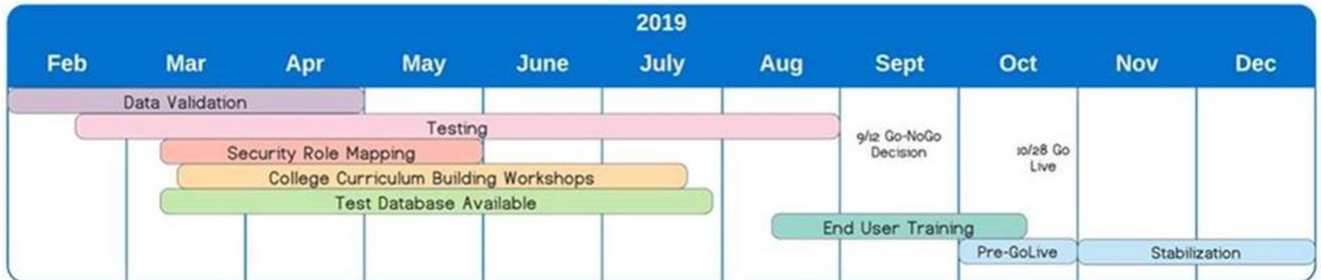 2019
Feb Mar Apr May June July Aug Sept Oct Nov Dec
Data Validation
Testing
9/12 Go-NoGo
Decision
10/28 Go
Live
Security Role Mapping
College Curriculum Building Workshops
Test Database Available
End User Training
Pre-GoLive
Stabilization